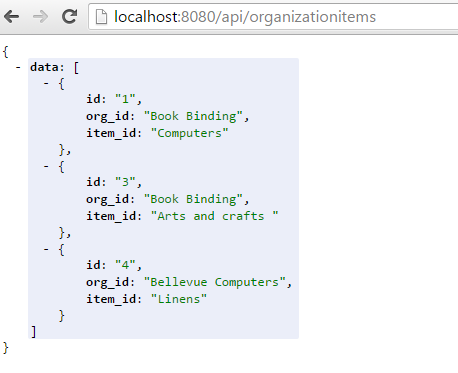 localhost:8080/api/organizationitems
{
- data: [
- {
id: "1",
org_id: "Book Binding",
item_id: "Computers"
},
- {
id: "3",
org_id: "Book Binding",
item_id: "Arts and crafts "
},
- {
id: "4",
org_id: "Bellevue Computers",
item_id: "Linens"
}
]
}